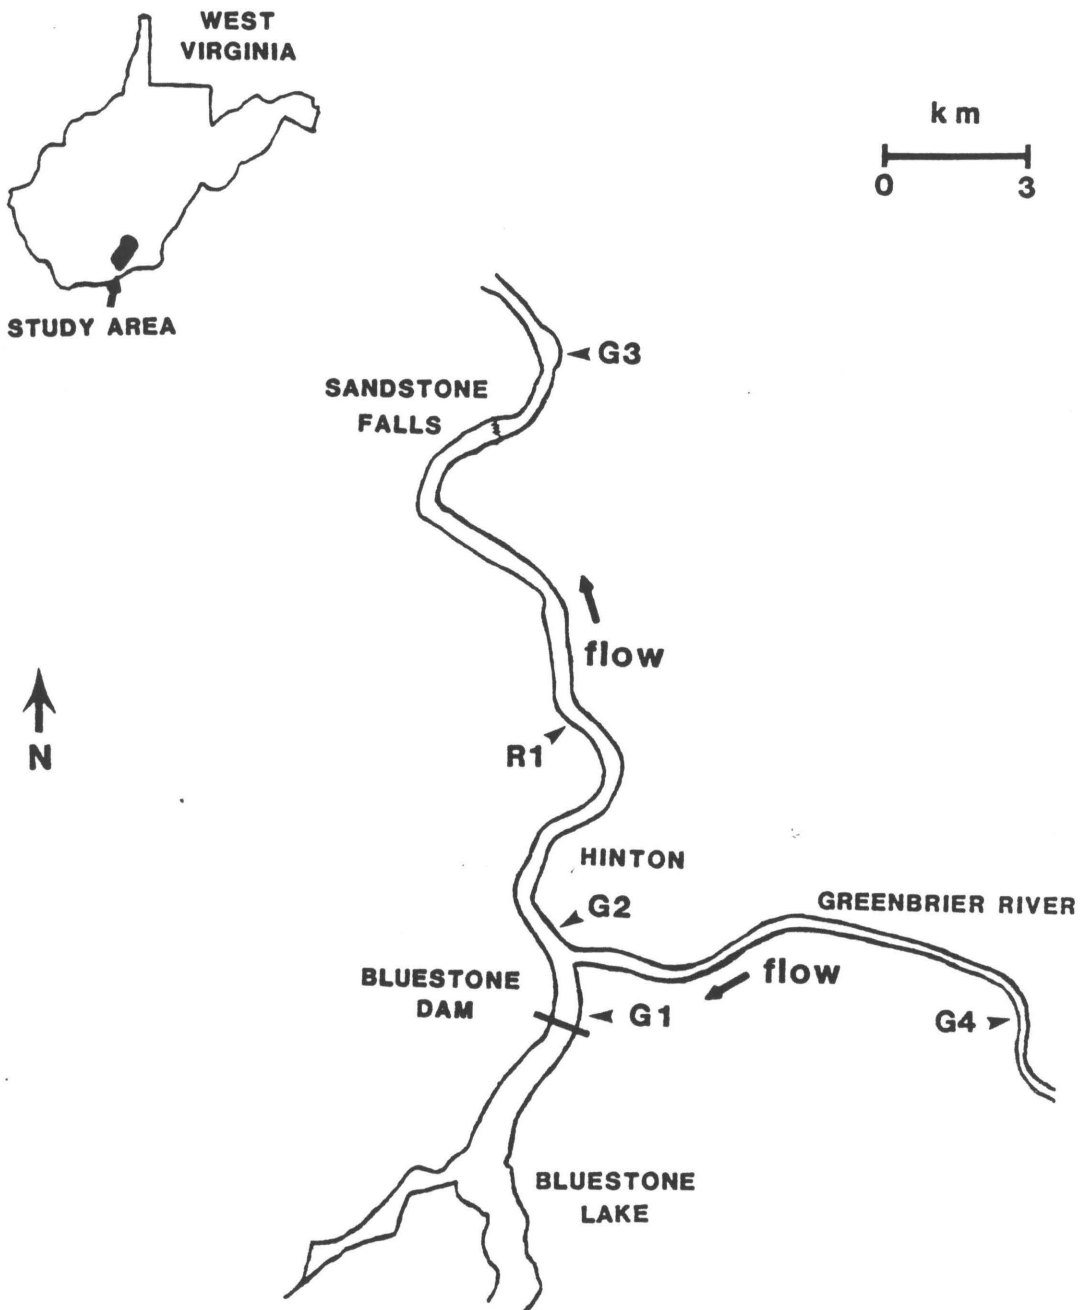 WEST
VIRGINIA
km
0 3
STUDY AREA
G3
SANDSTONE
FALLS
flow
R1
N
HINTON
G2
GREENBRIER RIVER
BLUESTONE
DAM
flow
G1
G4
BLUESTONE
LAKE